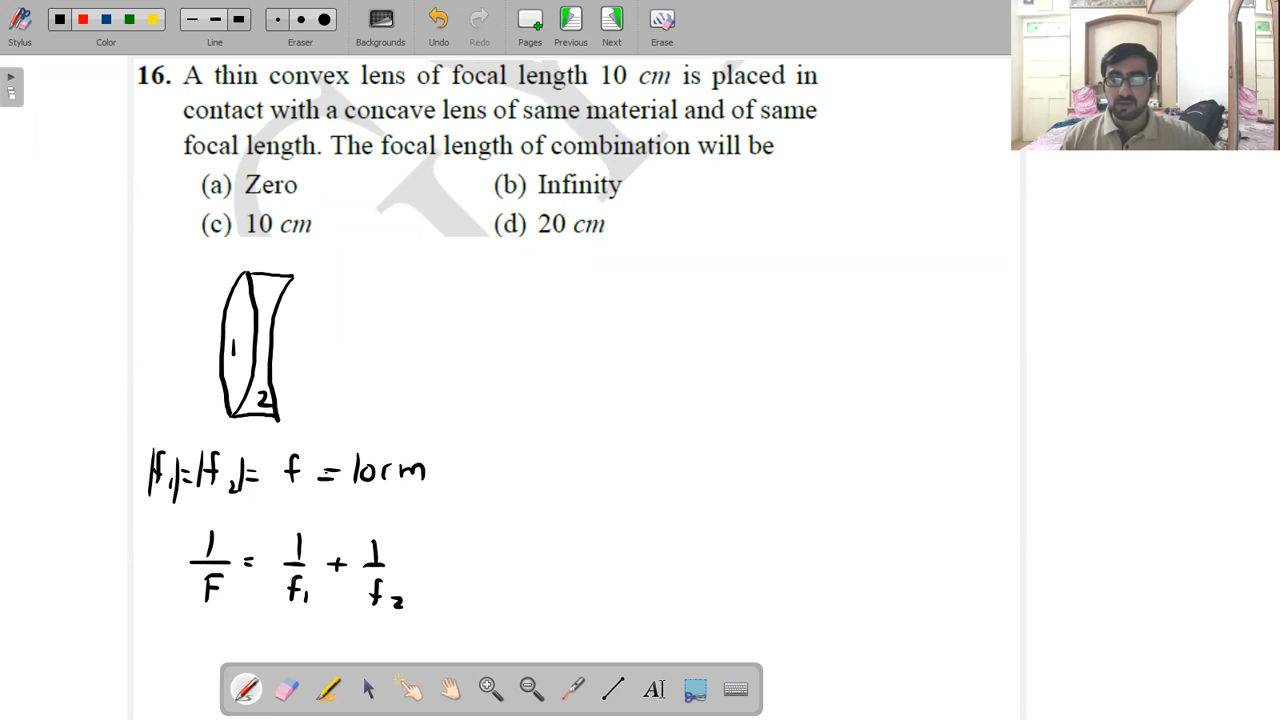 Stylus Color Line Eraser Backgrounds Undo Redo Pages Previous Next Erase
16. A thin convex lens of focal length 10 cm is placed in
contact with a concave lens of same material and of same
focal length. The focal length of combination will be
(a) Zero (b) Infinity
(c) 10 cm (d) 20 cm
1
2
|f₁|=|f₂|= f = 10cm
1/F = 1/f₁ + 1/f₂